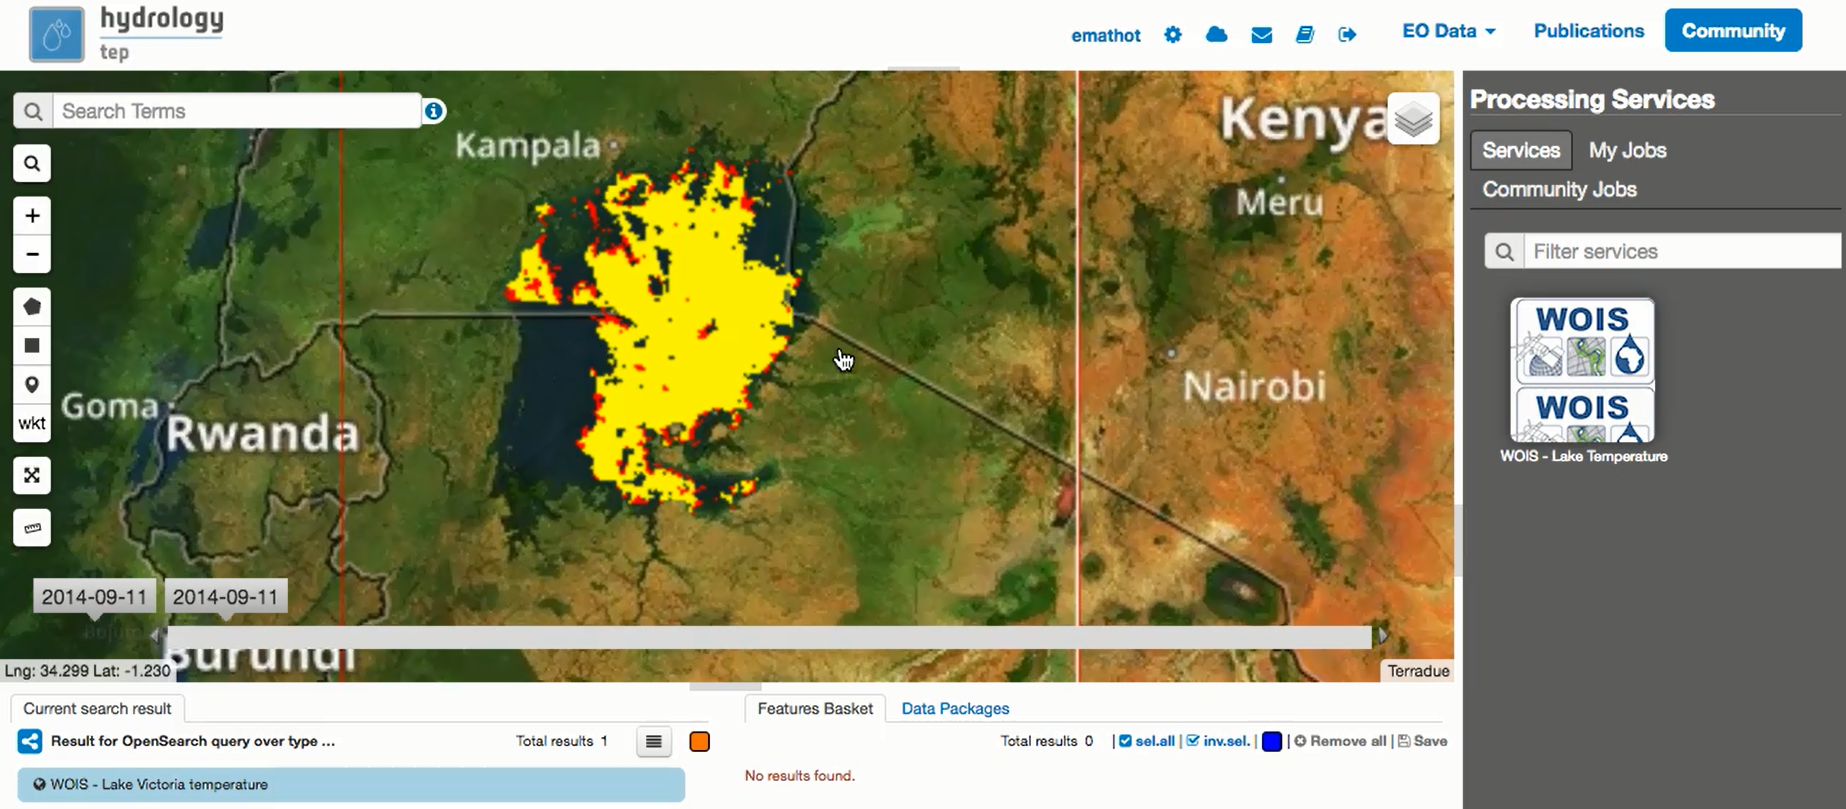 hydrology
tep
emathot
EO Data
Publications
Community
Search Terms
Kampala
Kenya
Meru
Goma
Rwanda
Nairobi
wkt
2014-09-11
2014-09-11
Burundi
Lng: 34.299 Lat: -1.230
Terradue
Processing Services
Services
My Jobs
Community Jobs
Filter services
WOIS
WOIS
WOIS - Lake Temperature
Current search result
Result for OpenSearch query over type ...
Total results 1
WOIS - Lake Victoria temperature
Features Basket
Data Packages
Total results 0 | sel.all | inv.sel. | | Remove all | Save
No results found.